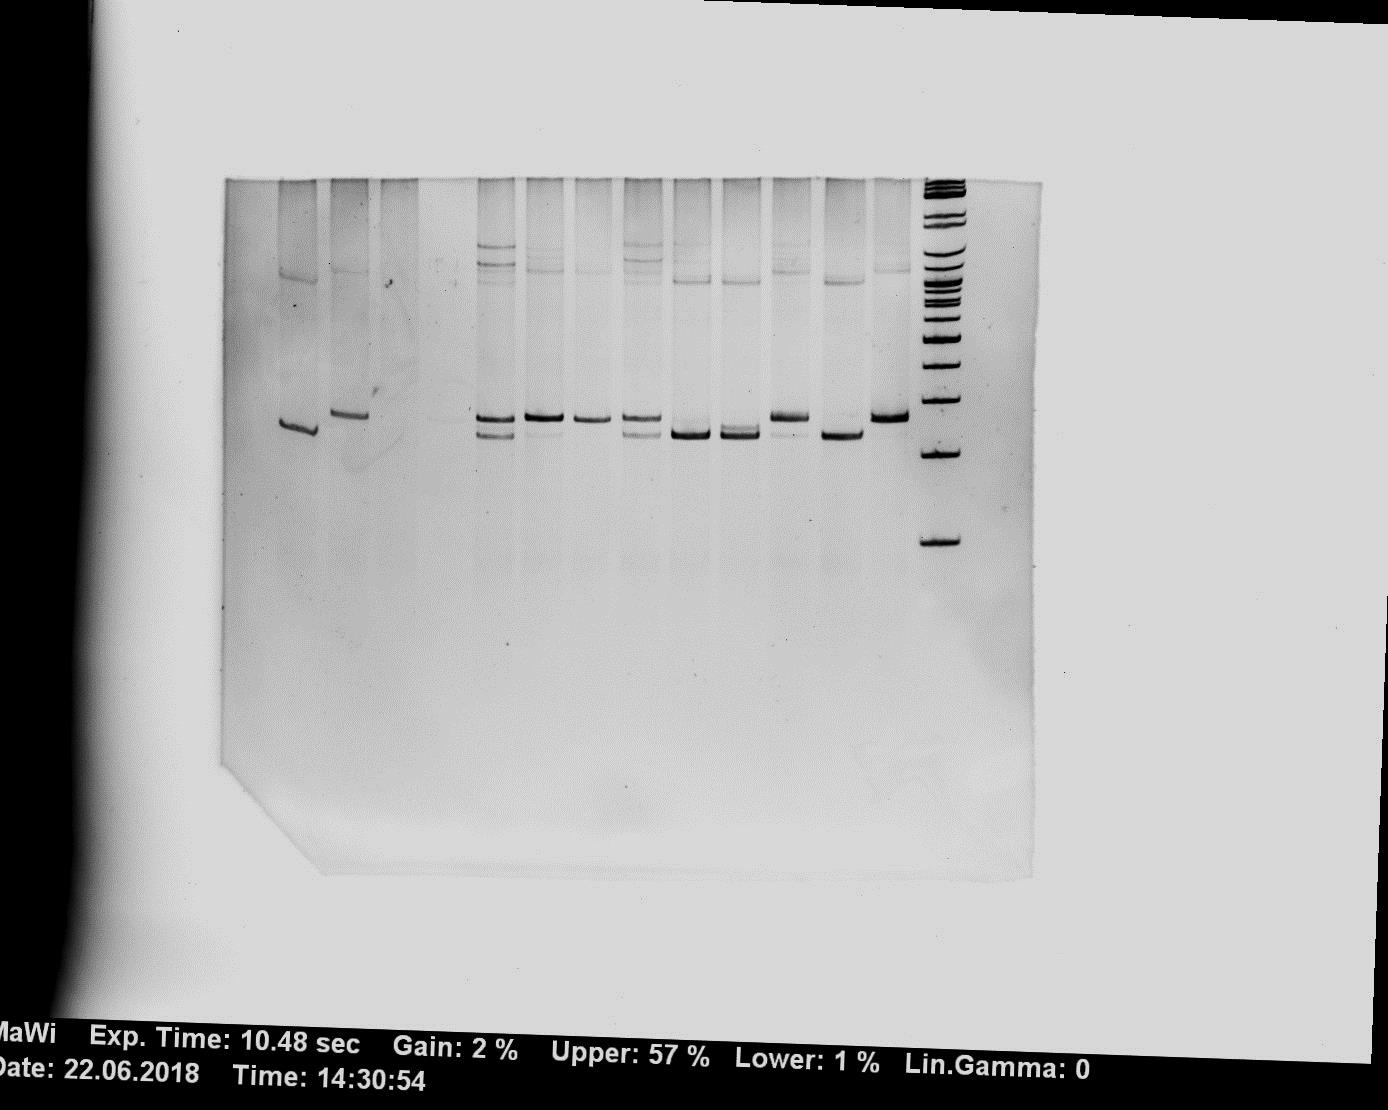 MaWi Exp. Time: 10.48 sec Gain: 2 % Upper: 57 % Lower: 1 % Lin.Gamma: 0
Date: 22.06.2018 Time: 14:30:54